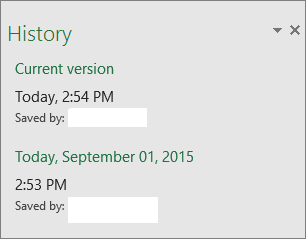 History
Current version
Today, 2:54 PM
Saved by:
Today, September 01, 2015
2:53 PM
Saved by: